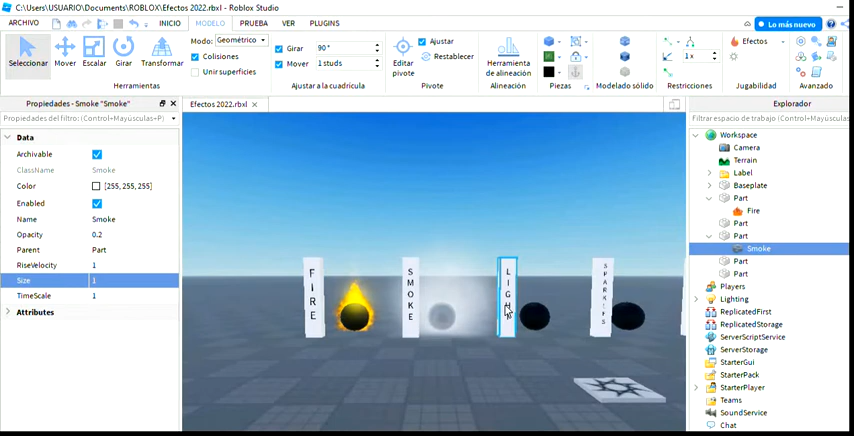 C:\Users\USUARIO\Documents\ROBLOX\Efectos 2022.rbxl - Roblox Studio
ARCHIVO
INICIO
MODELO
PRUEBA
VER
PLUGINS
Lo más nuevo
Seleccionar
Mover
Escalar
Girar
Transformar
Herramientas
Modo: Geométrico
Colisiones
Unir superficies
Girar 90°
Mover 1 studs
Ajustar a la cuadrícula
Editar pivote
Ajustar
Restablecer
Pivote
Herramienta de alineación
Alineación
Piezas
Modelado sólido
1 x
Restricciones
Efectos
Jugabilidad
Avanzado
Propiedades - Smoke "Smoke"
Propiedades del filtro: (Control+Mayúsculas+P)
Data
Archivable
ClassName Smoke
Color [255, 255, 255]
Enabled
Name Smoke
Opacity 0.2
Parent Part
RiseVelocity 1
Size 1
TimeScale 1
Attributes
Efectos 2022.rbxl
FIRE
SMOKE
SPARKLES
Explorador
Filtrar espacio de trabajo (Control+Mayúsculas
Workspace
Camera
Terrain
Label
Baseplate
Part
Fire
Part
Part
Smoke
Part
Part
Players
Lighting
ReplicatedFirst
ReplicatedStorage
ServerScriptService
ServerStorage
StarterGui
StarterPack
StarterPlayer
Teams
SoundService
Chat